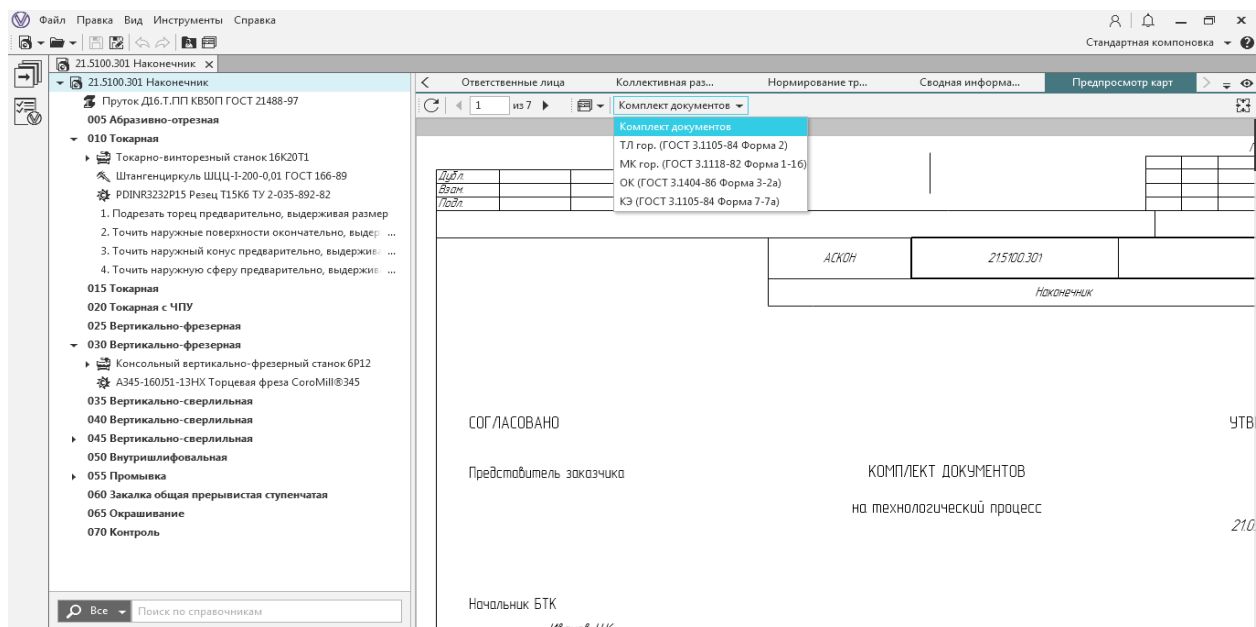 Файл Правка Вид Инструменты Справка
Стандартная компоновка
21.5100.301 Наконечник
21.5100.301 Наконечник
Пруток Д16.Т.ПП КВ50П ГОСТ 21488-97
005 Абразивно-отрезная
010 Токарная
Токарно-винторезный станок 16К20Т1
Штангенциркуль ШЦЦ-I-200-0,01 ГОСТ 166-89
PDINR3232P15 Резец Т15К6 ТУ 2-035-892-82
1. Подрезать торец предварительно, выдерживая размер
2. Точить наружные поверхности окончательно, выдер ...
3. Точить наружный конус предварительно, выдержив ...
4. Точить наружную сферу предварительно, выдержив ...
015 Токарная
020 Токарная с ЧПУ
025 Вертикально-фрезерная
030 Вертикально-фрезерная
Консольный вертикально-фрезерный станок 6Р12
A345-160J51-13HX Торцевая фреза CoroMill®345
035 Вертикально-сверлильная
040 Вертикально-сверлильная
045 Вертикально-сверлильная
050 Внутришлифовальная
055 Промывка
060 Закалка общая прерывистая ступенчатая
065 Окрашивание
070 Контроль
Все Поиск по справочникам
Ответственные лица Коллективная раз... Нормирование тр... Сводная информа... Предпросмотр карт
1 из 7 Комплект документов
Комплект документов
ТЛ гор. (ГОСТ 3.1105-84 Форма 2)
МК гор. (ГОСТ 3.1118-82 Форма 1-1б)
ОК (ГОСТ 3.1404-86 Форма 3-2а)
КЭ (ГОСТ 3.1105-84 Форма 7-7а)
Дубл.
Взам.
Подл.
АСКОН 21.5100.301
Наконечник
СОГЛАСОВАНО УТВ
Представитель заказчика
КОМПЛЕКТ ДОКУМЕНТОВ
на технологический процесс
21.0
Начальник БТК